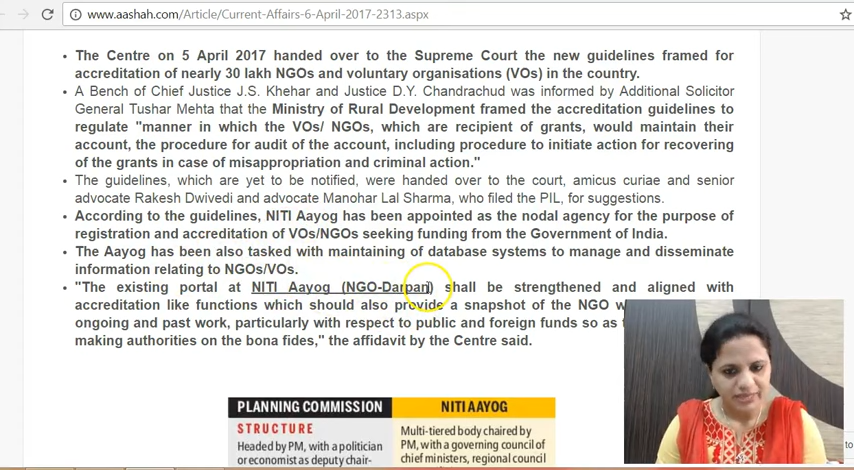 www.aashah.com/Article/Current-Affairs-6-April-2017-2313.aspx
• The Centre on 5 April 2017 handed over to the Supreme Court the new guidelines framed for
accreditation of nearly 30 lakh NGOs and voluntary organisations (VOs) in the country.
• A Bench of Chief Justice J.S. Khehar and Justice D.Y. Chandrachud was informed by Additional Solicitor
General Tushar Mehta that the Ministry of Rural Development framed the accreditation guidelines to
regulate "manner in which the VOs/ NGOs, which are recipient of grants, would maintain their
account, the procedure for audit of the account, including procedure to initiate action for recovering
of the grants in case of misappropriation and criminal action."
• The guidelines, which are yet to be notified, were handed over to the court, amicus curiae and senior
advocate Rakesh Dwivedi and advocate Manohar Lal Sharma, who filed the PIL, for suggestions.
• According to the guidelines, NITI Aayog has been appointed as the nodal agency for the purpose of
registration and accreditation of VOs/NGOs seeking funding from the Government of India.
• The Aayog has been also tasked with maintaining of database systems to manage and disseminate
information relating to NGOs/VOs.
• "The existing portal at NITI Aayog (NGO-Darpan) shall be strengthened and aligned with
accreditation like functions which should also provide a snapshot of the NGO
ongoing and past work, particularly with respect to public and foreign funds so as
making authorities on the bona fides," the affidavit by the Centre said.
PLANNING COMMISSION
STRUCTURE
Headed by PM, with a politician
or economist as deputy chair-
NITI AAYOG
Multi-tiered body chaired by
PM, with a governing council of
chief ministers, regional council
to